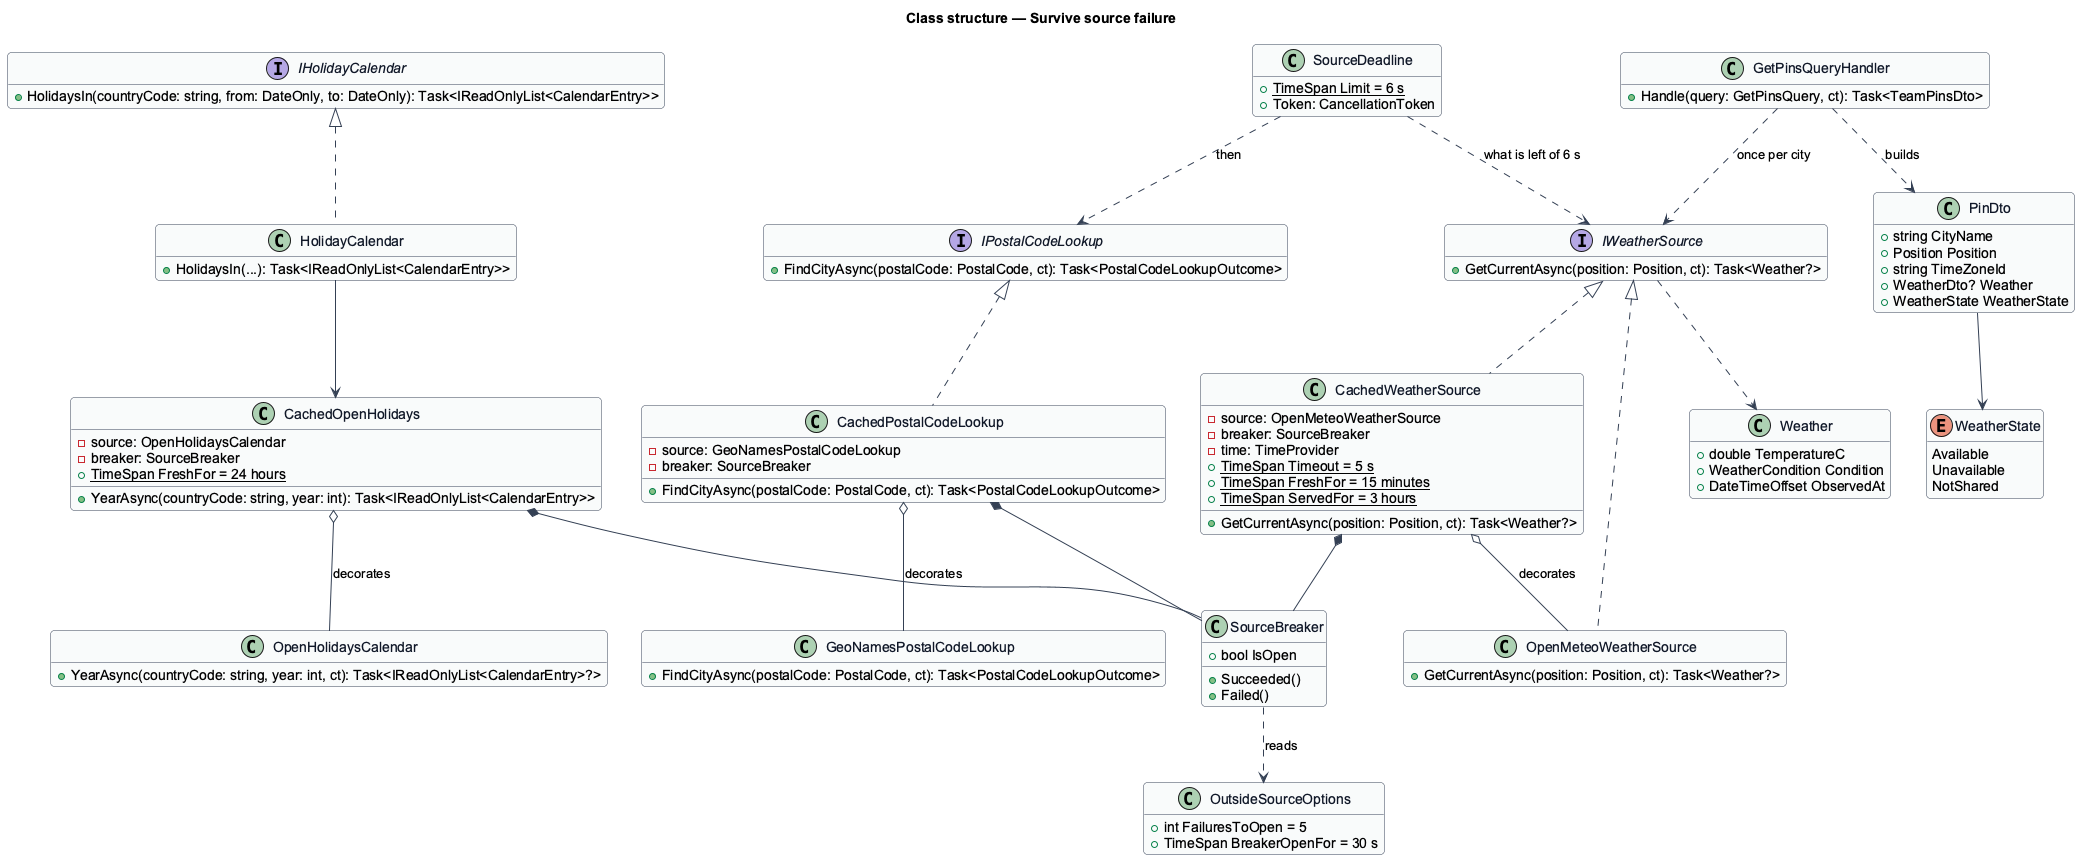 Class structure — Survive source failure
I IHolidayCalendar
HolidaysIn(countryCode: string, from: DateOnly, to: DateOnly): Task<IReadOnlyList<CalendarEntry>>
C SourceDeadline
TimeSpan Limit = 6 s
Token: CancellationToken
C GetPinsQueryHandler
Handle(query: GetPinsQuery, ct): Task<TeamPinsDto>
then
what is left of 6 s
once per city
builds
C HolidayCalendar
HolidaysIn(...): Task<IReadOnlyList<CalendarEntry>>
I IPostalCodeLookup
FindCityAsync(postalCode: PostalCode, ct): Task<PostalCodeLookupOutcome>
I IWeatherSource
GetCurrentAsync(position: Position, ct): Task<Weather?>
C PinDto
string CityName
Position Position
string TimeZoneId
WeatherDto? Weather
WeatherState WeatherState
C CachedOpenHolidays
source: OpenHolidaysCalendar
breaker: SourceBreaker
TimeSpan FreshFor = 24 hours
YearAsync(countryCode: string, year: int): Task<IReadOnlyList<CalendarEntry>>
C CachedPostalCodeLookup
source: GeoNamesPostalCodeLookup
breaker: SourceBreaker
FindCityAsync(postalCode: PostalCode, ct): Task<PostalCodeLookupOutcome>
C CachedWeatherSource
source: OpenMeteoWeatherSource
breaker: SourceBreaker
time: TimeProvider
TimeSpan Timeout = 5 s
TimeSpan FreshFor = 15 minutes
TimeSpan ServedFor = 3 hours
GetCurrentAsync(position: Position, ct): Task<Weather?>
C Weather
double TemperatureC
WeatherCondition Condition
DateTimeOffset ObservedAt
E WeatherState
Available
Unavailable
NotShared
decorates
decorates
decorates
C OpenHolidaysCalendar
YearAsync(countryCode: string, year: int, ct): Task<IReadOnlyList<CalendarEntry>?>
C GeoNamesPostalCodeLookup
FindCityAsync(postalCode: PostalCode, ct): Task<PostalCodeLookupOutcome>
C SourceBreaker
bool IsOpen
Succeeded()
Failed()
C OpenMeteoWeatherSource
GetCurrentAsync(position: Position, ct): Task<Weather?>
reads
C OutsideSourceOptions
int FailuresToOpen = 5
TimeSpan BreakerOpenFor = 30 s